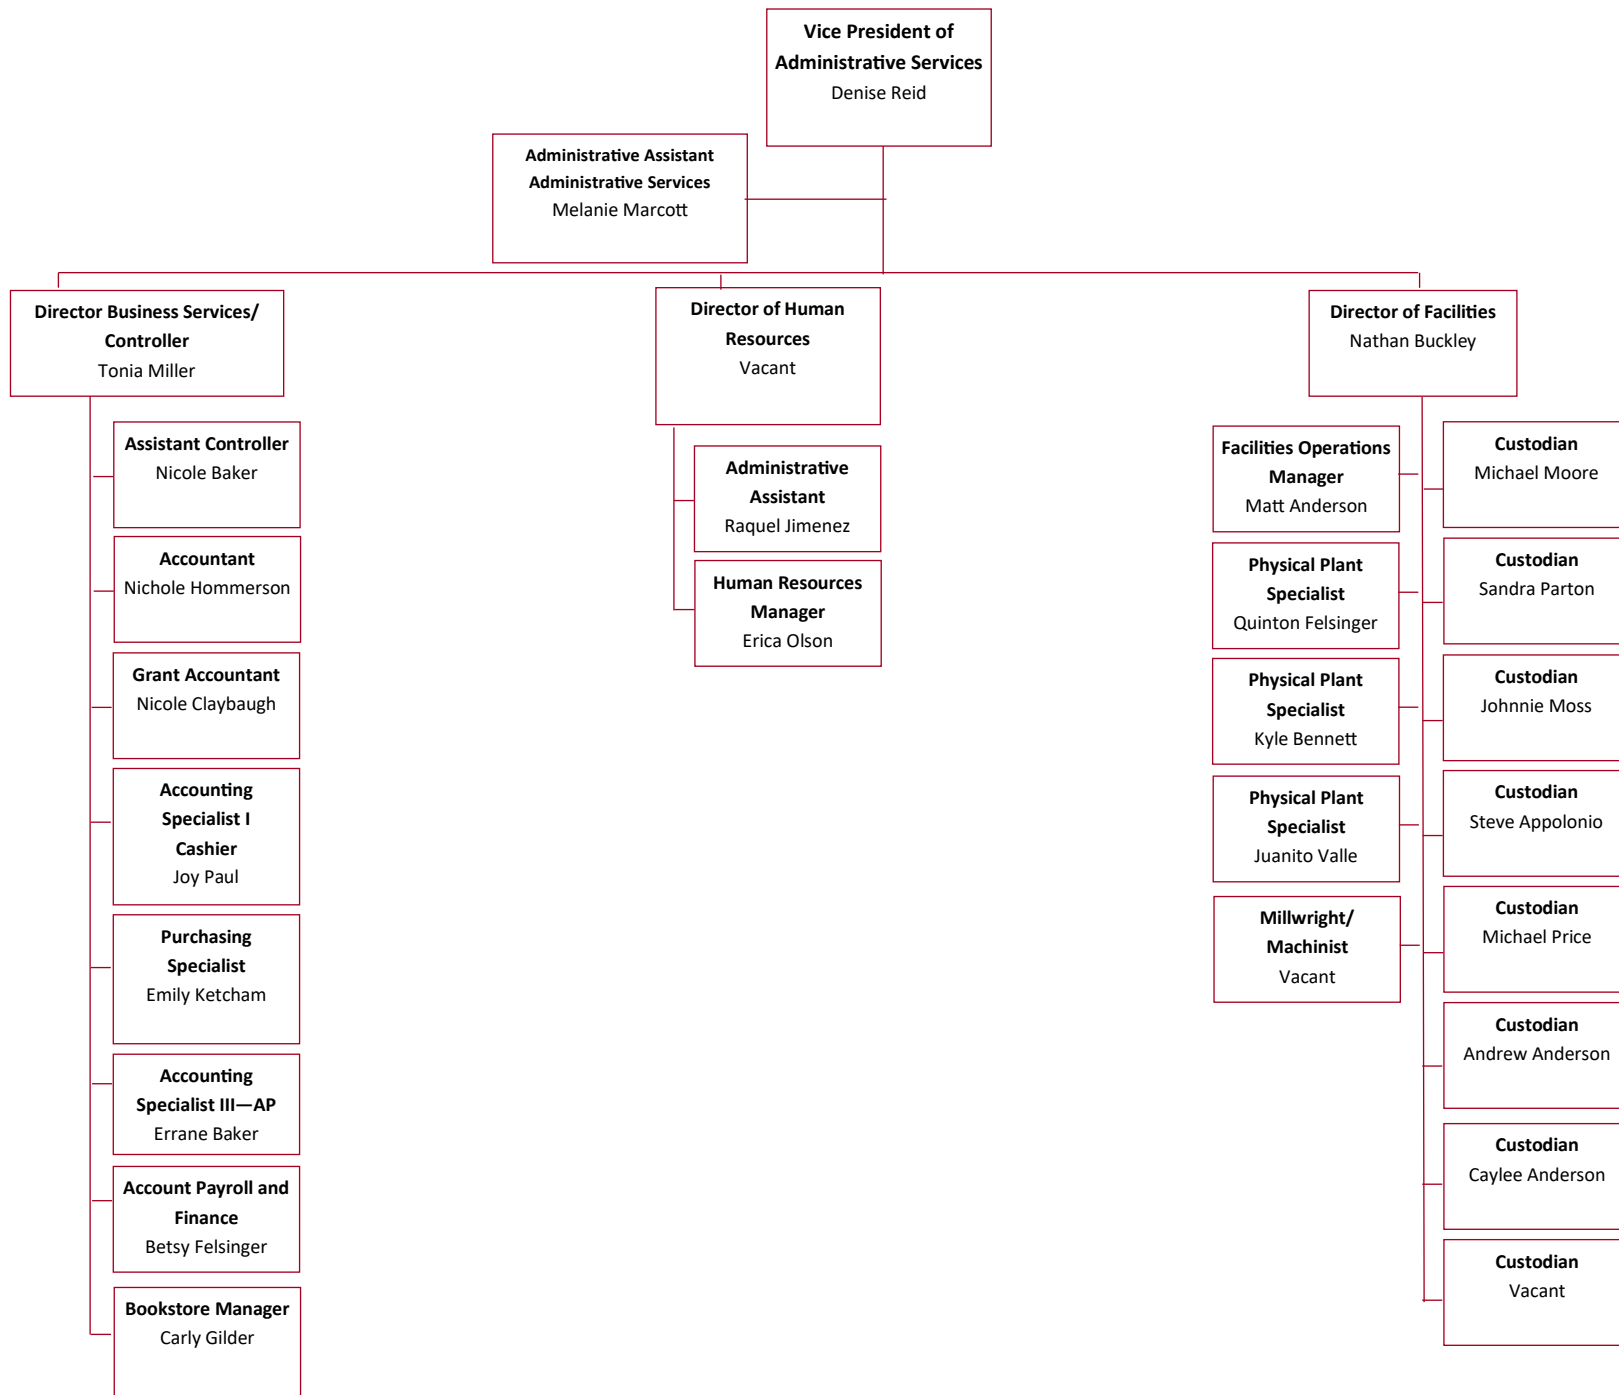 Vice President of
Administrative Services
Denise Reid
Administrative Assistant
Administrative Services
Melanie Marcott
Director Business Services/
Controller
Tonia Miller
Assistant Controller
Nicole Baker
Accountant
Nichole Hommerson
Grant Accountant
Nicole Claybaugh
Accounting
Specialist I
Cashier
Joy Paul
Purchasing
Specialist
Emily Ketcham
Accounting
Specialist III—AP
Errane Baker
Account Payroll and
Finance
Betsy Felsinger
Bookstore Manager
Carly Gilder
Director of Human
Resources
Vacant
Administrative
Assistant
Raquel Jimenez
Human Resources
Manager
Erica Olson
Director of Facilities
Nathan Buckley
Facilities Operations
Manager
Matt Anderson
Physical Plant
Specialist
Quinton Felsinger
Physical Plant
Specialist
Kyle Bennett
Physical Plant
Specialist
Juanito Valle
Millwright/
Machinist
Vacant
Custodian
Michael Moore
Custodian
Sandra Parton
Custodian
Johnnie Moss
Custodian
Steve Appolonio
Custodian
Michael Price
Custodian
Andrew Anderson
Custodian
Caylee Anderson
Custodian
Vacant